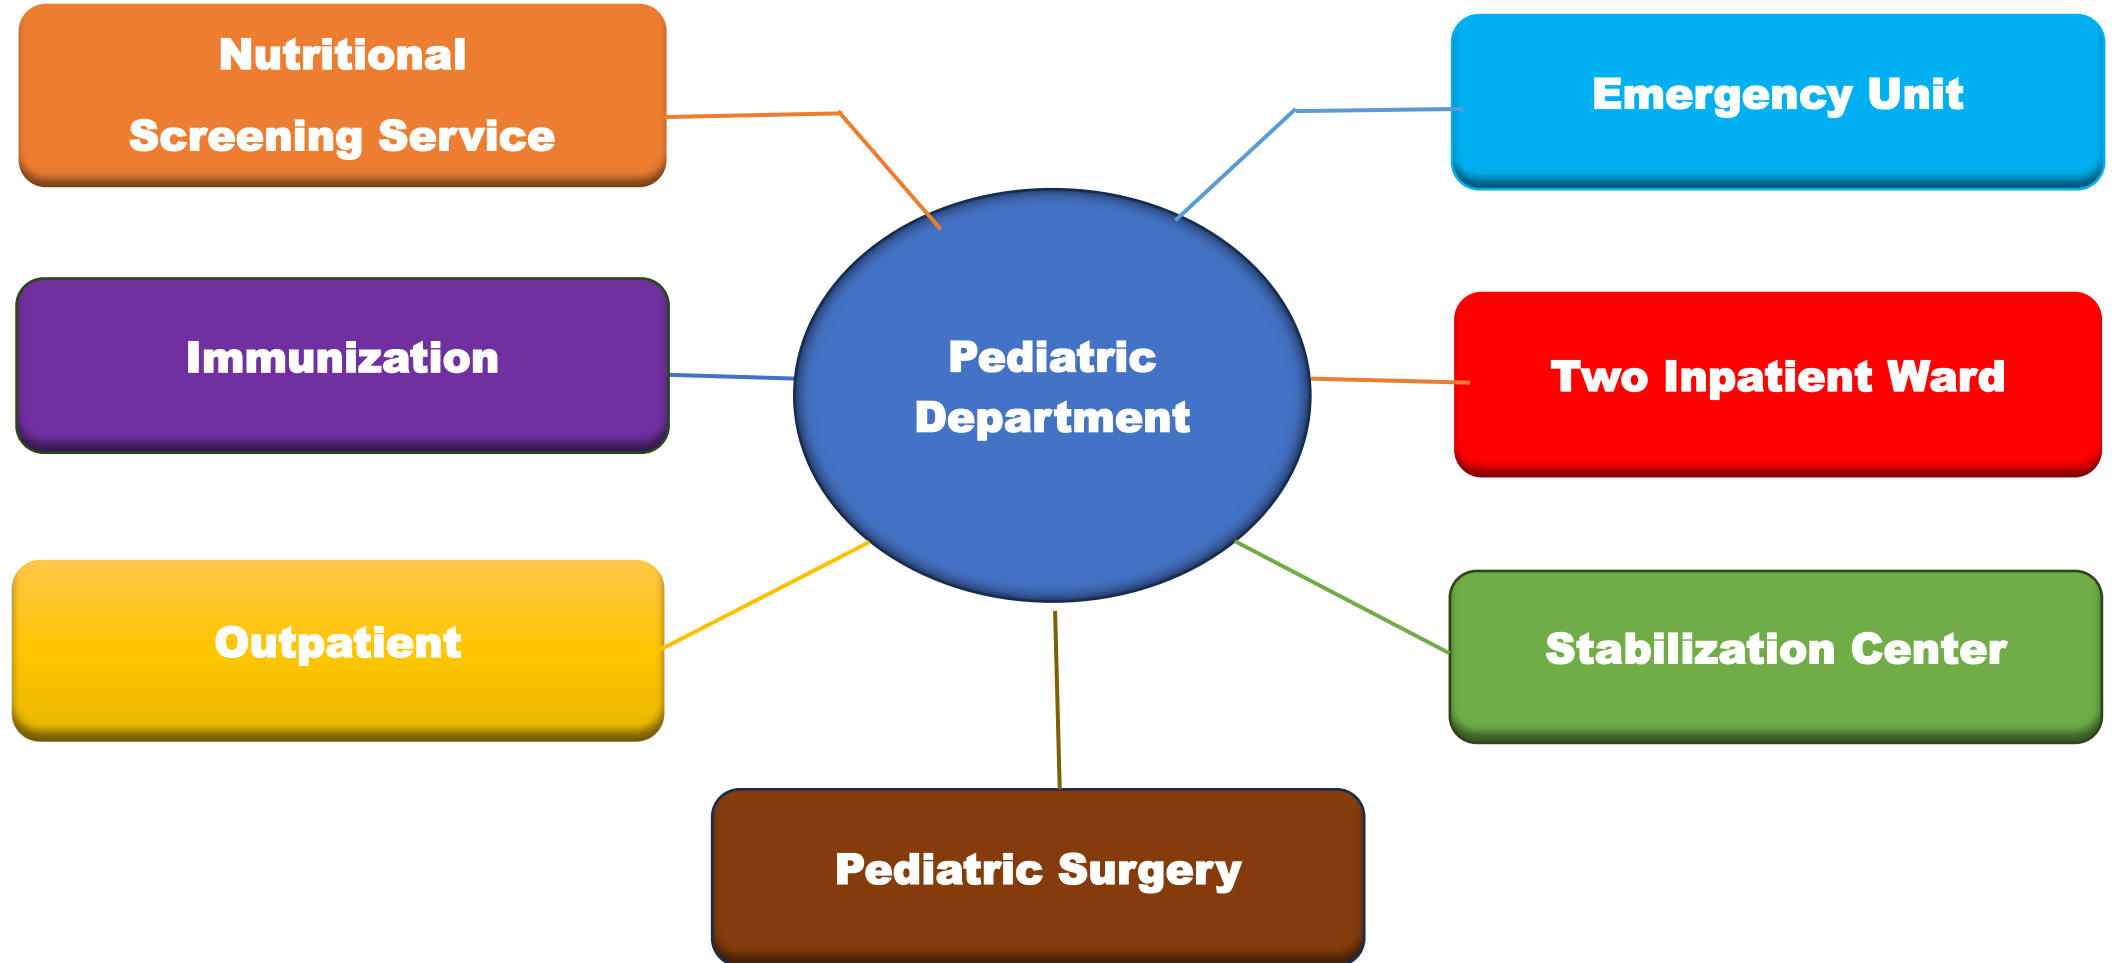 Nutritional
Screening Service
Emergency Unit
Immunization
Pediatric
Department
Two Inpatient Ward
Outpatient
Stabilization Center
Pediatric Surgery